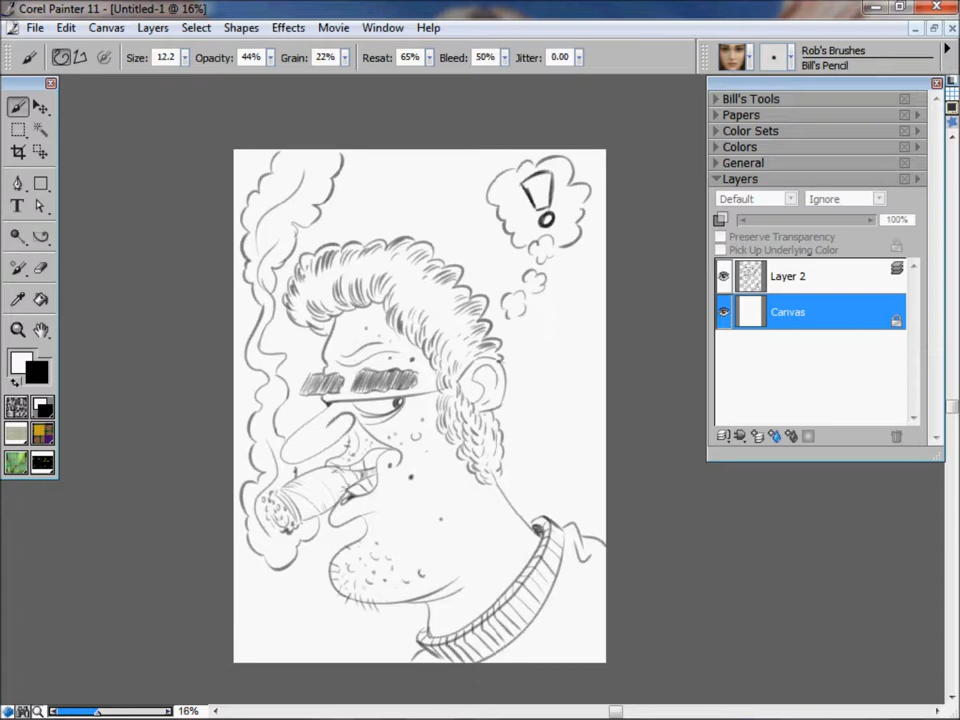 Corel Painter 11 - [Untitled-1 @ 16%]
File Edit Canvas Layers Select Shapes Effects Movie Window Help
Size: 12.2 Opacity: 44% Grain: 22% Resat: 65% Bleed: 50% Jitter: 0.00
Rob's Brushes
Bill's Pencil
Bill's Tools
Papers
Color Sets
Colors
General
Layers
Default Ignore
100%
Preserve Transparency
Pick Up Underlying Color
Layer 2
Canvas
T
!
16%